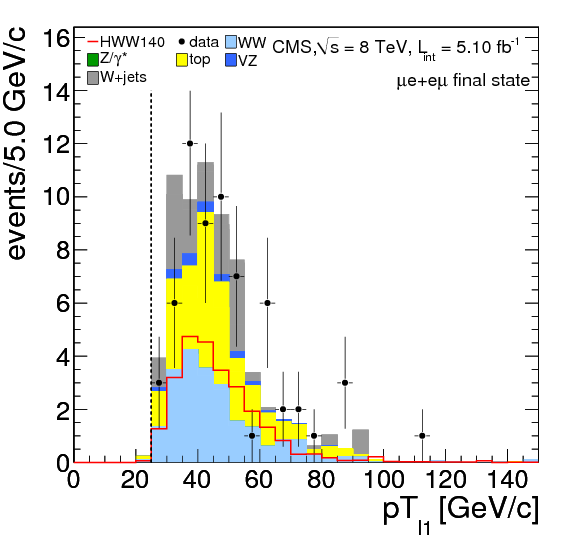 HWW140
data
WW
Z/γ*
top
VZ
W+jets
CMS,√s = 8 TeV, L_int = 5.10 fb⁻¹
μe+eμ final state
events/5.0 GeV/c
16
14
12
10
8
6
4
2
0
0 20 40 60 80 100 120 140
pT_l1 [GeV/c]